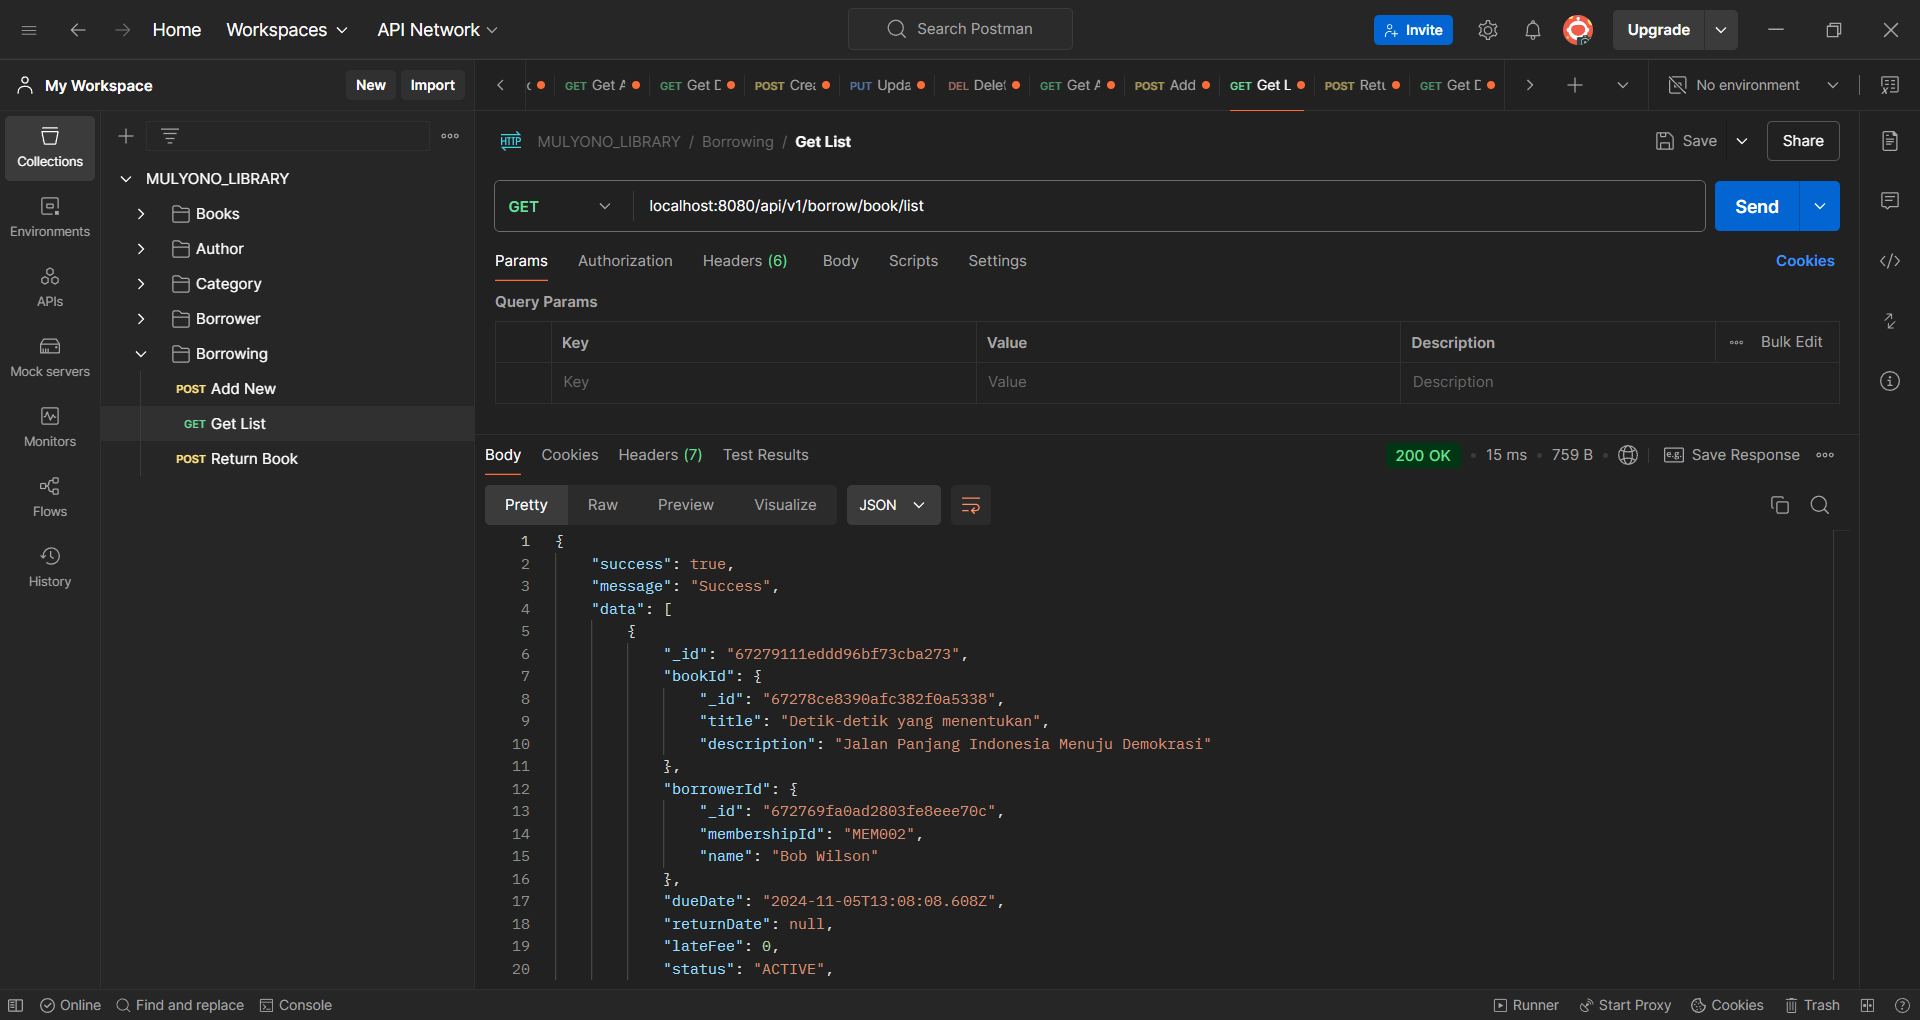 Home Workspaces API Network Search Postman Invite Upgrade
My Workspace New Import
GET Get A GET Get D POST Crea PUT Upda DEL Delet GET Get A POST Add GET Get L POST Retu GET Get D No environment
Collections
Environments
APIs
Mock servers
Monitors
Flows
History
MULYONO_LIBRARY
Books
Author
Category
Borrower
Borrowing
POST Add New
GET Get List
POST Return Book
HTTP MULYONO_LIBRARY / Borrowing / Get List Save Share
GET localhost:8080/api/v1/borrow/book/list Send
Params Authorization Headers (6) Body Scripts Settings Cookies
Query Params
Key Value Description Bulk Edit
Key Value Description
Body Cookies Headers (7) Test Results 200 OK 15 ms 759 B e.g. Save Response
Pretty Raw Preview Visualize JSON
1 {
2 "success": true,
3 "message": "Success",
4 "data": [
5 {
6 "_id": "67279111eddd96bf73cba273",
7 "bookId": {
8 "_id": "67278ce8390afc382f0a5338",
9 "title": "Detik-detik yang menentukan",
10 "description": "Jalan Panjang Indonesia Menuju Demokrasi"
11 },
12 "borrowerId": {
13 "_id": "672769fa0ad2803fe8eee70c",
14 "membershipId": "MEM002",
15 "name": "Bob Wilson"
16 },
17 "dueDate": "2024-11-05T13:08:08.608Z",
18 "returnDate": null,
19 "lateFee": 0,
20 "status": "ACTIVE",
Online Find and replace Console Runner Start Proxy Cookies Trash